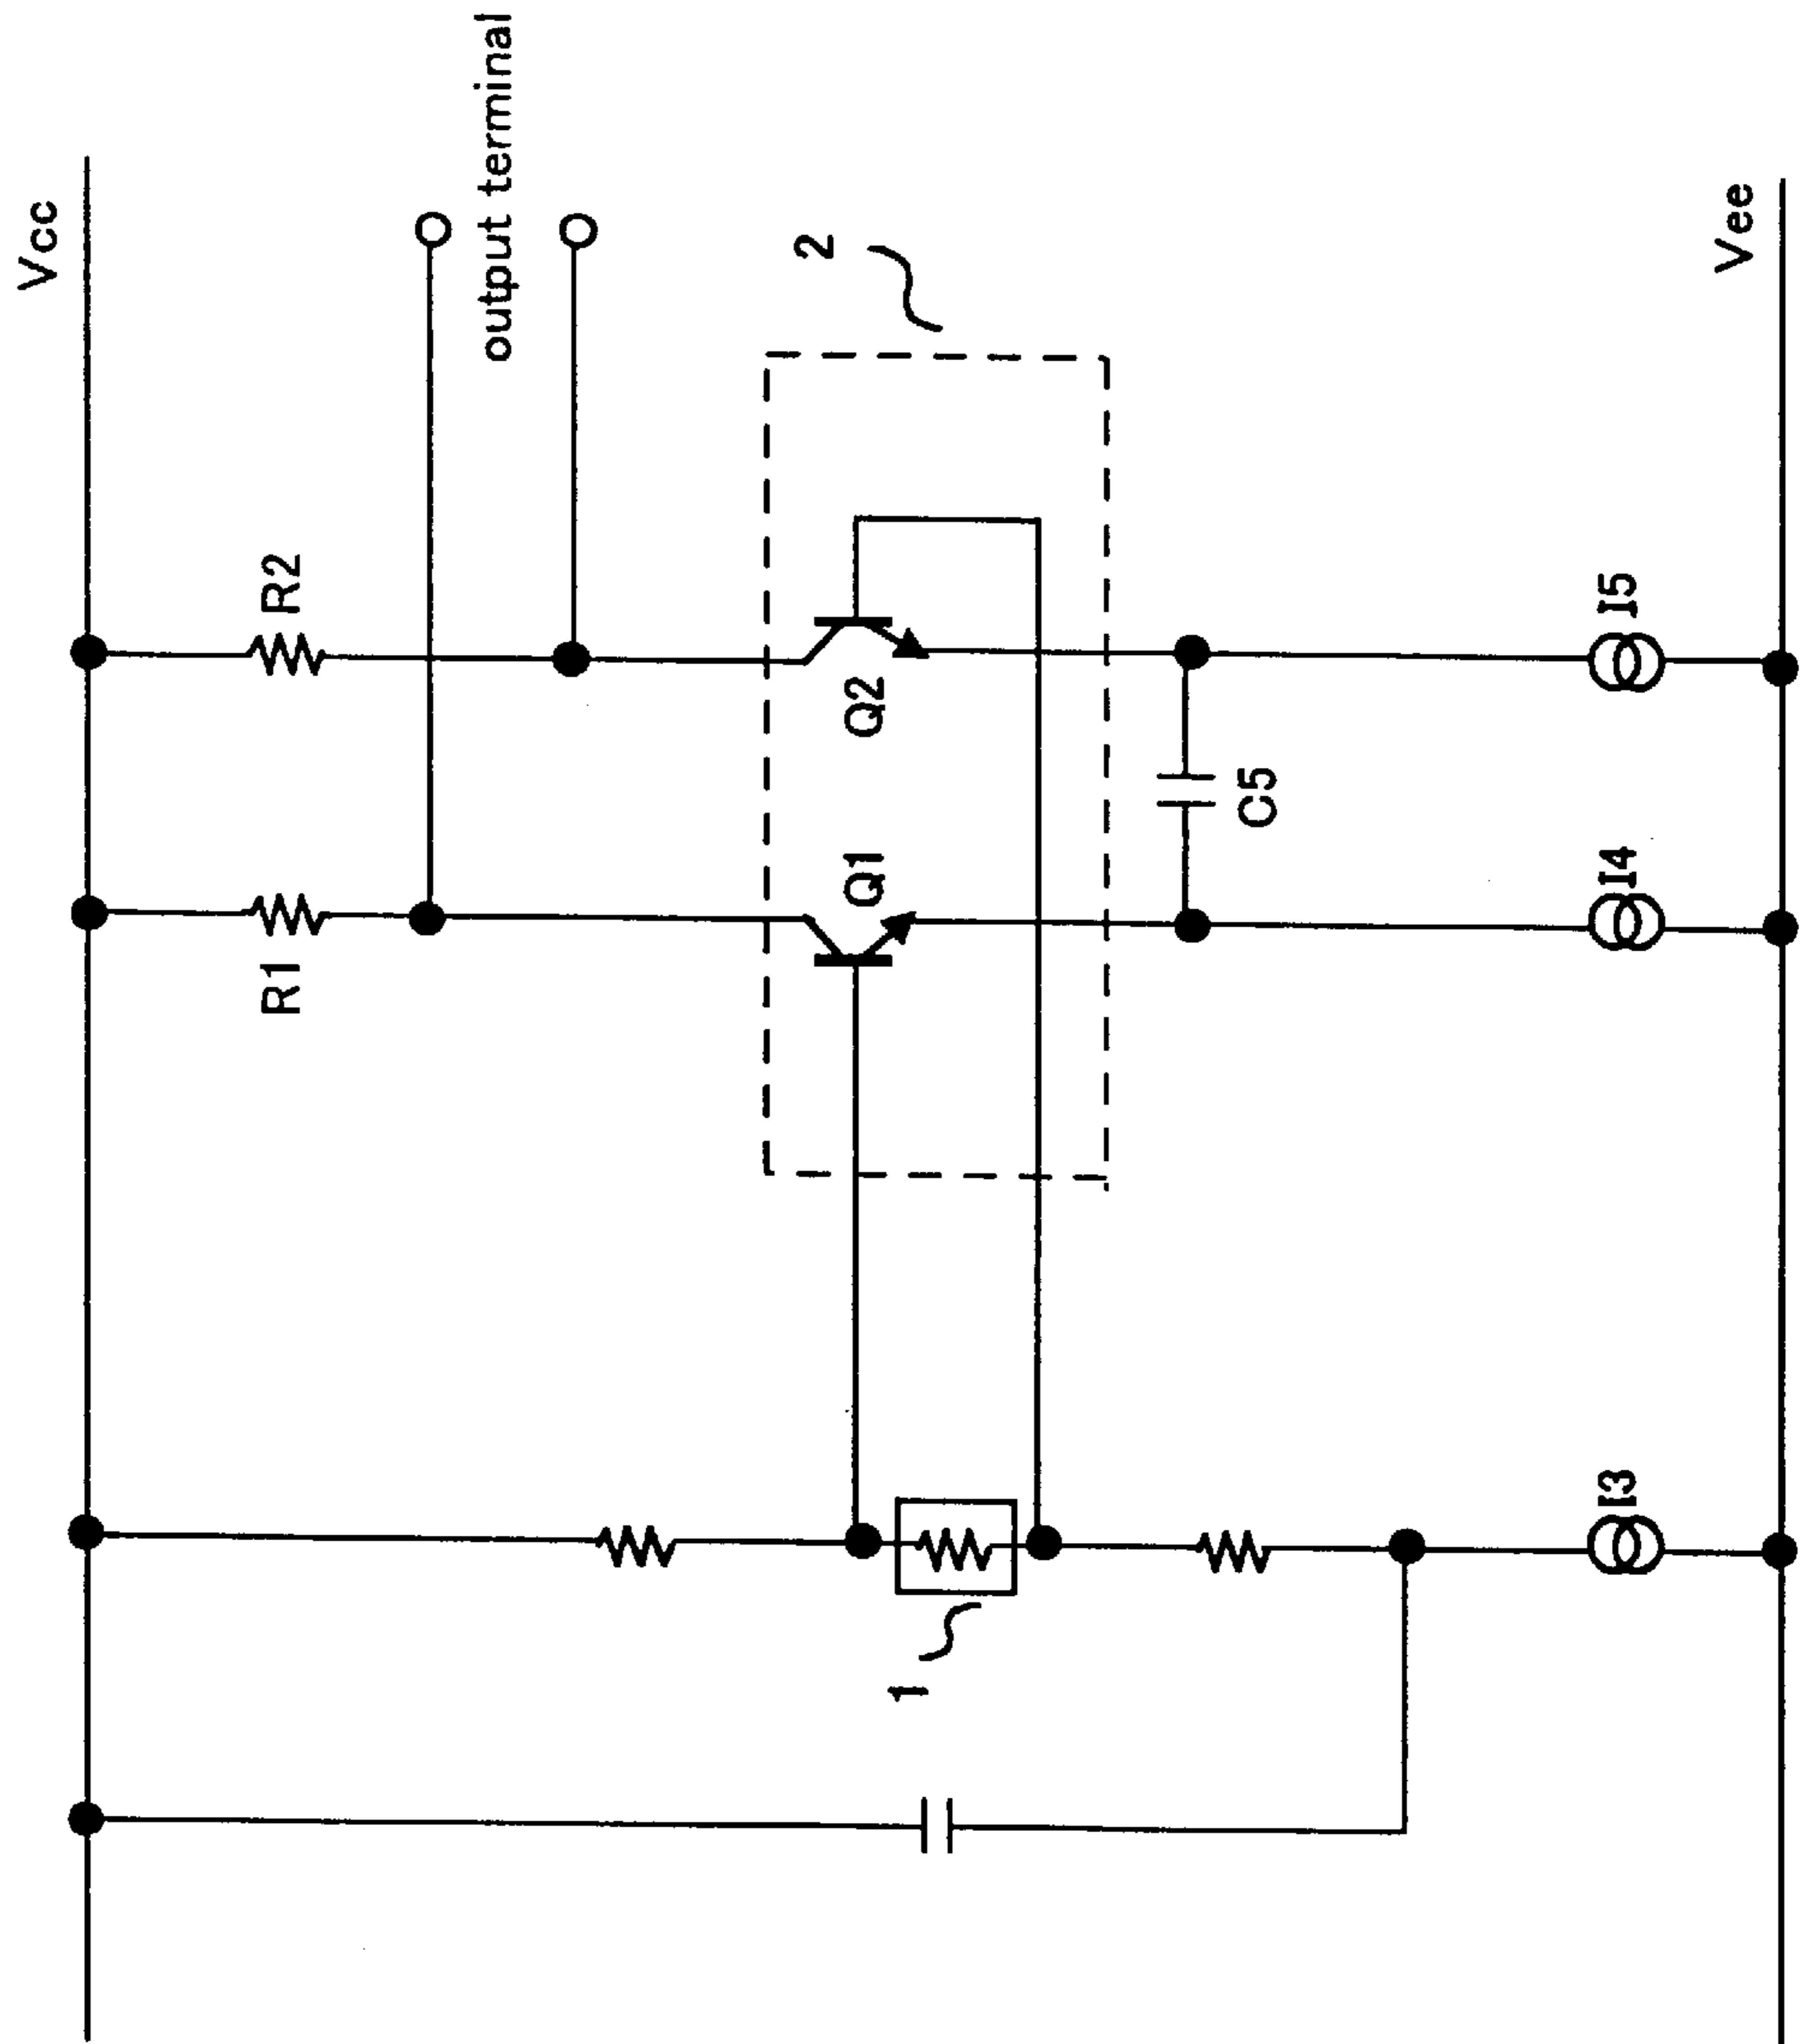 Vcc
output terminal
R2
R1
2
Q2
Q1
C5
1
I5
I4
I3
Vee